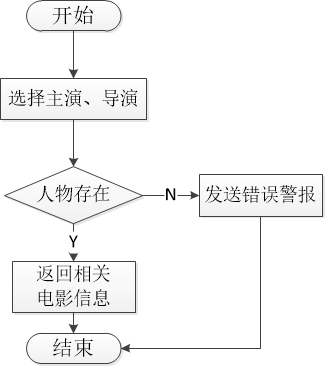 开始
选择主演、导演
人物存在
N
发送错误警报
Y
返回相关
电影信息
结束